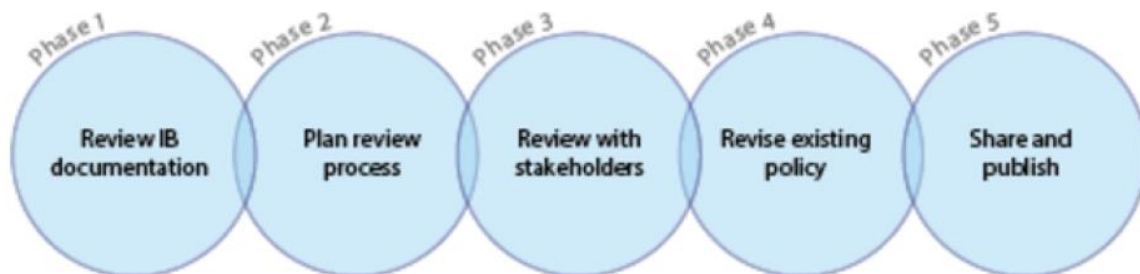 Phase 1
Review IB
documentation
Phase 2
Plan review
process
Phase 3
Review with
stakeholders
Phase 4
Revise existing
policy
Phase 5
Share and
publish